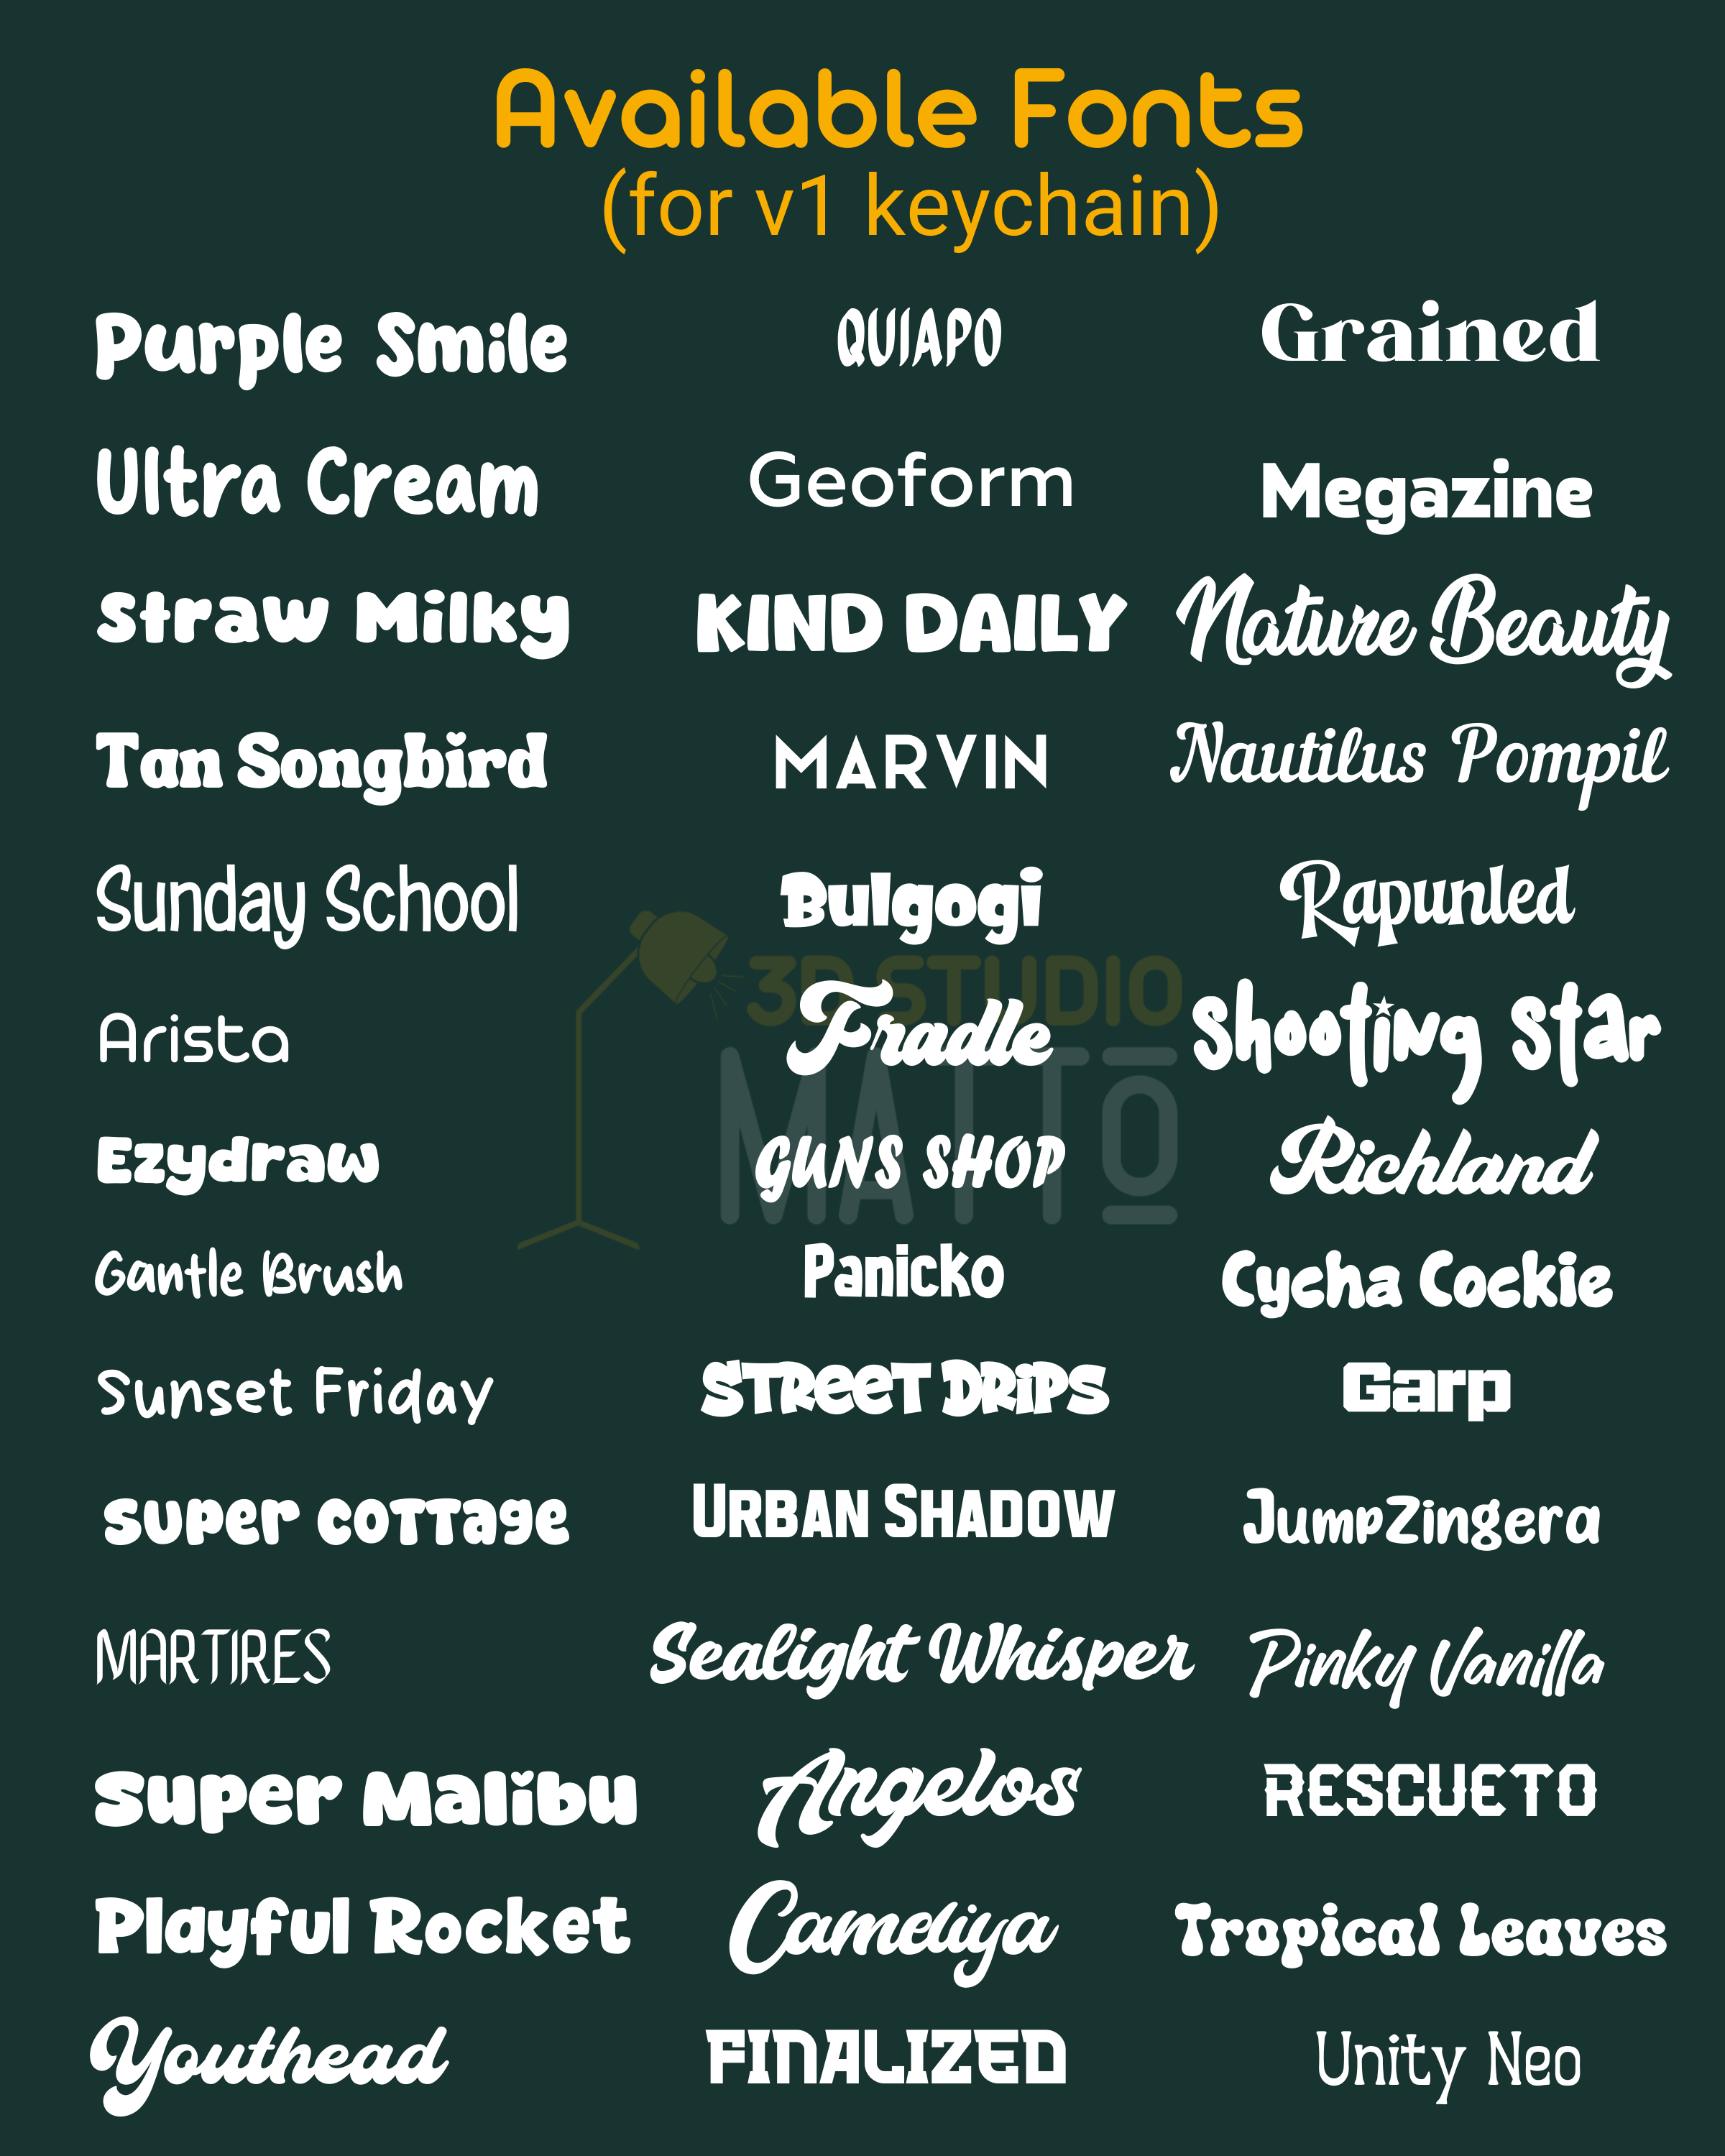 Available Fonts
(for v1 keychain)
Purple Smile
QUIAPO
Grained
Ultra Cream
Geoform
Megazine
Straw Milky
KIND DAILY
Nature Beauty
Tan Songbird
MARVIN
Nautilus Pompil
Sunday School
Bulgogi
Rapunled
3D STUDIO
MATTO
Arista
Fradle
Shooting Star
Ezydraw
GUNS SHOP
Richland
Gantle Brush
Panicko
Cycha Cockie
Sunset Friday
STREET DRiPS
Garp
super cottage
URBAN SHADOW
JumpZingera
MARTIRES
Sealight Whisper
Pinky Vanilla
Super Malibu
Angelos
RESCUETO
Playful Rocket
Cameliya
Tropical Leaves
Youthead
FINALIZED
Unity Neo